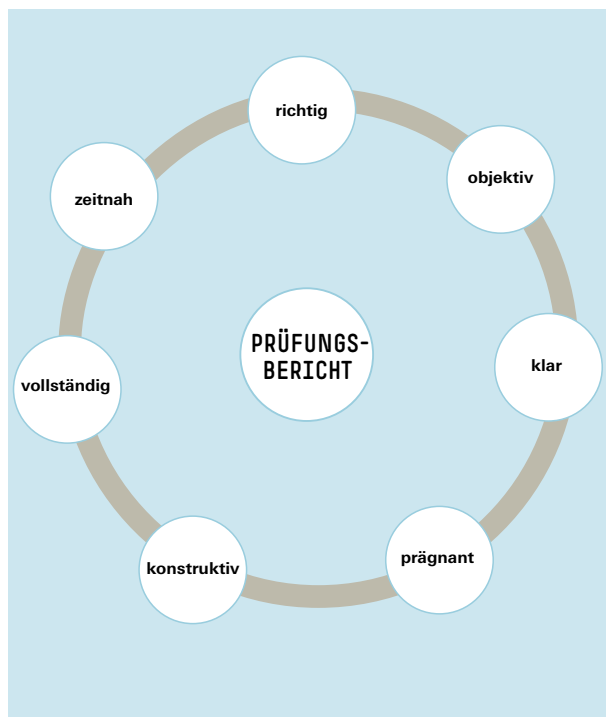 richtig
objektiv
zeitnah
PRÜFUNGS-
BERICHT
klar
vollständig
prägnant
konstruktiv